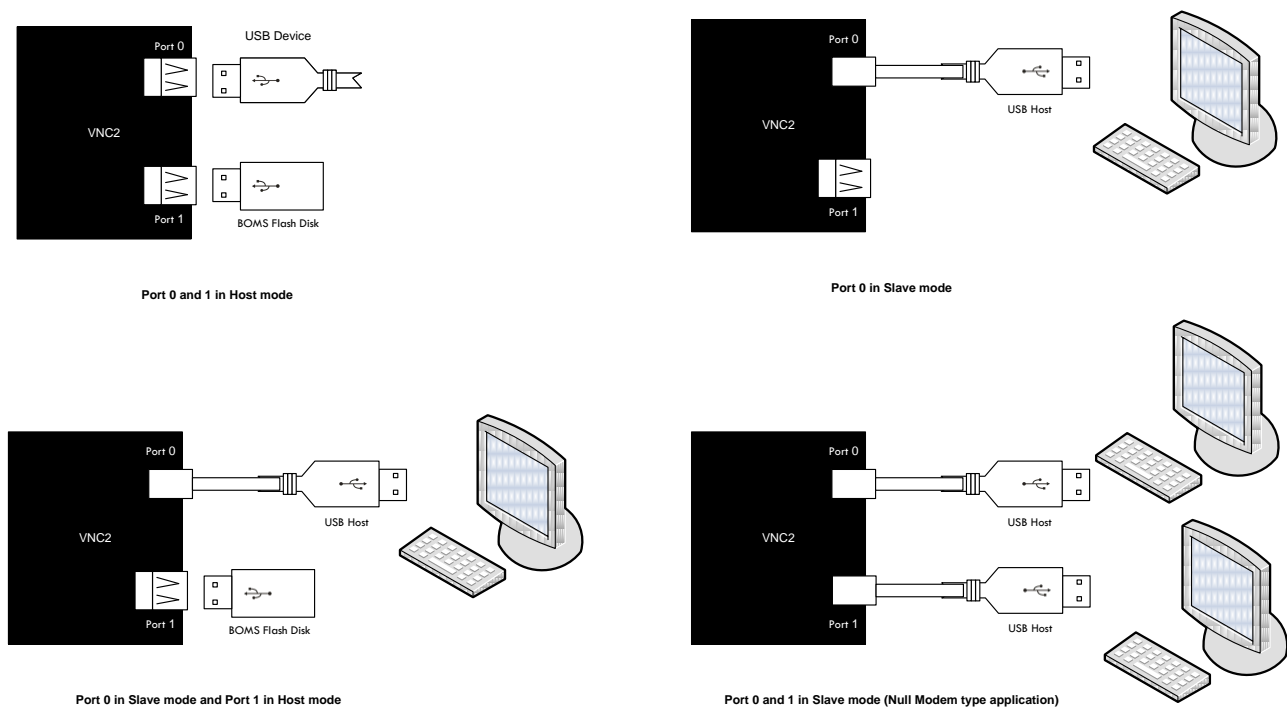 Port 0
USB Device
VNC2
Port 1
BOMS Flash Disk
Port 0 and 1 in Host mode
Port 0
USB Host
VNC2
Port 1
Port 0 in Slave mode
Port 0
USB Host
VNC2
Port 1
BOMS Flash Disk
Port 0 in Slave mode and Port 1 in Host mode
Port 0
USB Host
VNC2
Port 1
USB Host
Port 0 and 1 in Slave mode (Null Modem type application)